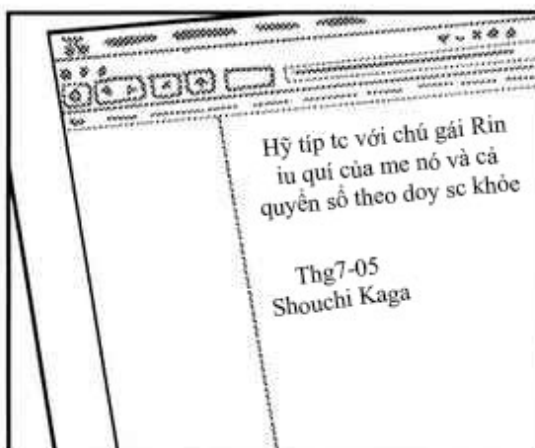 Hỹ típ tc với chú gái Rin
iu quí của me nó và cả
quyển sổ theo doy sc khỏe
Thg7-05
Shouchi Kaga